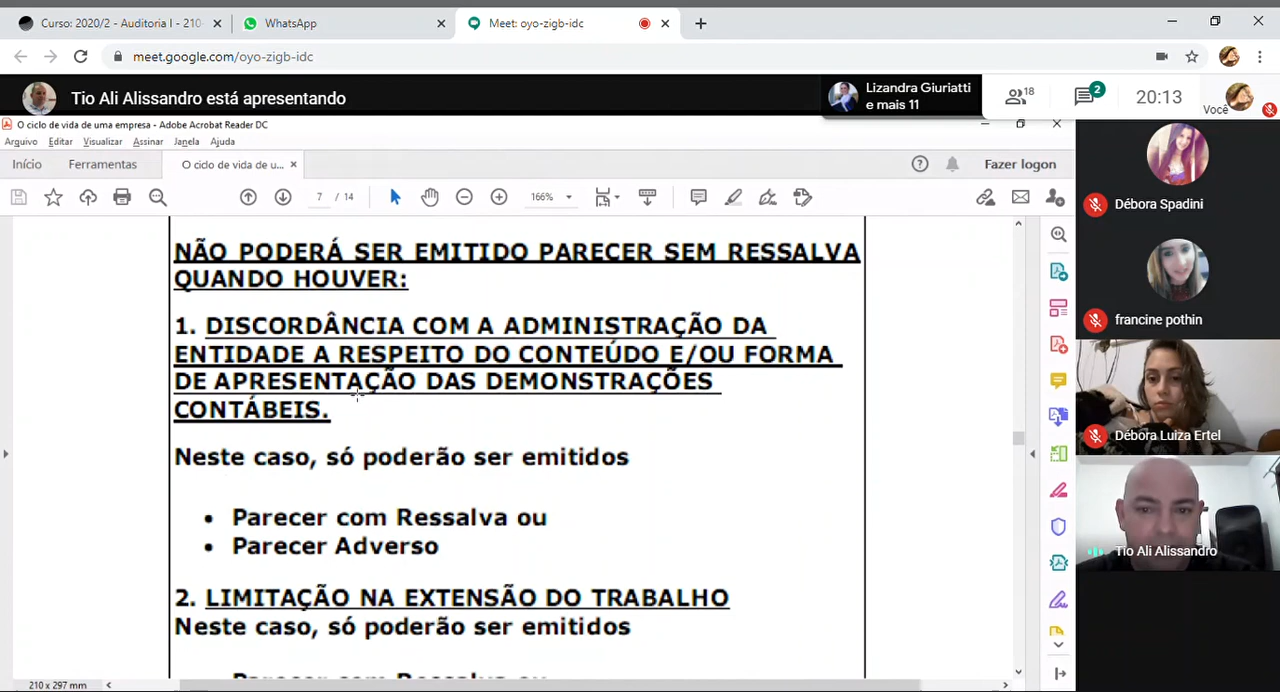 Curso: 2020/2 - Auditoria I - 210
WhatsApp
Meet: oyo-zigb-idc
meet.google.com/oyo-zigb-idc
Tio Ali Alissandro está apresentando
Lizandra Giuriatti
e mais 11
18
2
20:13
Você
O ciclo de vida de uma empresa - Adobe Acrobat Reader DC
Arquivo Editar Visualizar Assinar Janela Ajuda
Início Ferramentas O ciclo de vida de u... Fazer logon
7 / 14 166%
NÃO PODERÁ SER EMITIDO PARECER SEM RESSALVA
QUANDO HOUVER:
1. DISCORDÂNCIA COM A ADMINISTRAÇÃO DA
ENTIDADE A RESPEITO DO CONTEÚDO E/OU FORMA
DE APRESENTAÇÃO DAS DEMONSTRAÇÕES
CONTÁBEIS.
Neste caso, só poderão ser emitidos
• Parecer com Ressalva ou
• Parecer Adverso
2. LIMITAÇÃO NA EXTENSÃO DO TRABALHO
Neste caso, só poderão ser emitidos
Parecer com Ressalva ou
210 x 297 mm
Débora Spadini
francine pothin
Débora Luiza Ertel
Tio Ali Alissandro